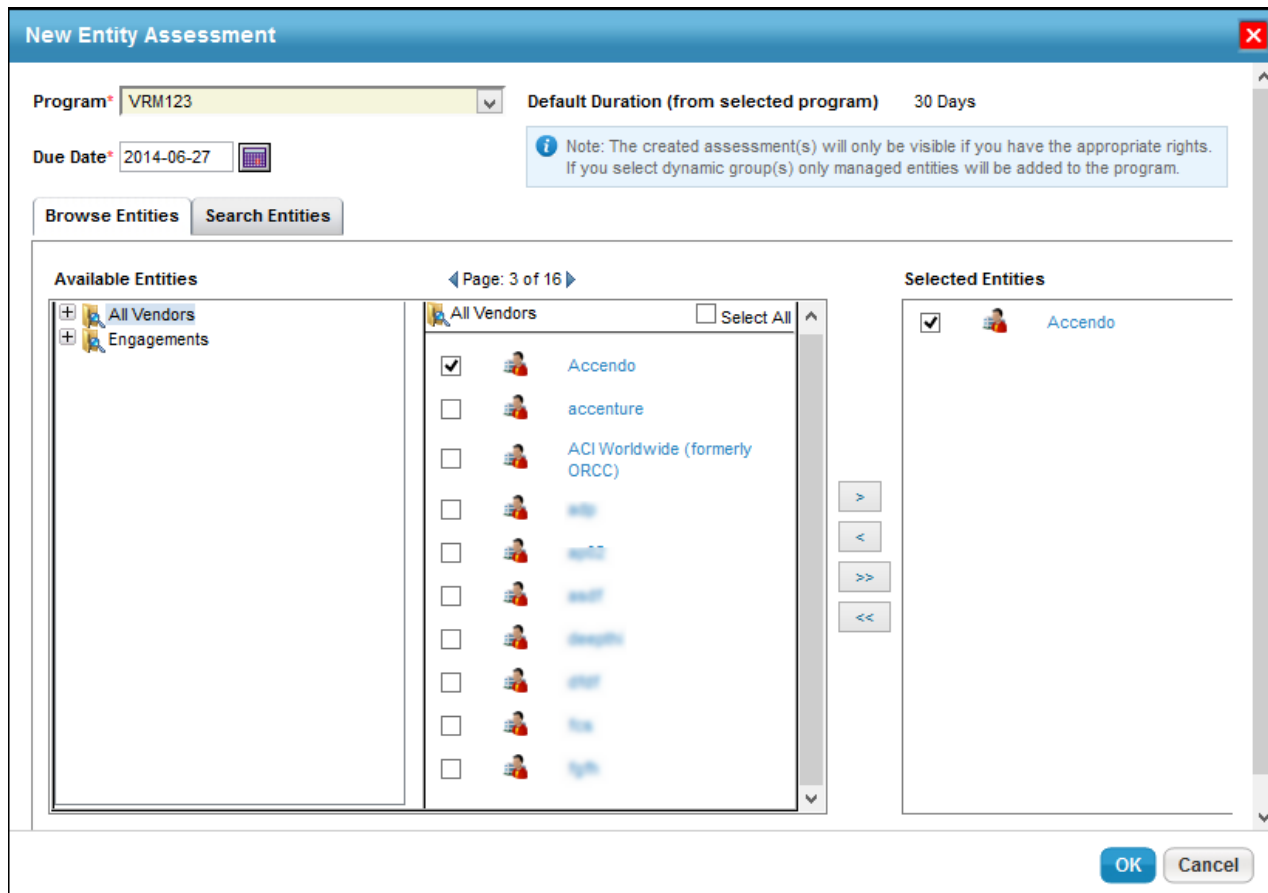 New Entity Assessment
Program* VRM123
Default Duration (from selected program) 30 Days
Due Date* 2014-06-27
Note: The created assessment(s) will only be visible if you have the appropriate rights.
If you select dynamic group(s) only managed entities will be added to the program.
Browse Entities
Search Entities
Available Entities
Page: 3 of 16
Selected Entities
All Vendors
Engagements
All Vendors
Select All
Accendo
accenture
ACI Worldwide (formerly
ORCC)
>
<
>>
<<
Accendo
OK
Cancel